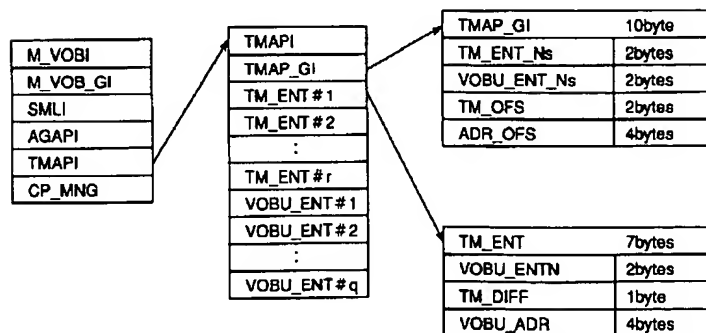 M_VOBI
M_VOB_GI
SMLI
AGAPI
TMAPI
CP_MNG
TMAPI
TMAP_GI
TM_ENT#1
TM_ENT#2
:
TM_ENT#r
VOBU_ENT#1
VOBU_ENT#2
:
VOBU_ENT#q
TMAP_GI 10byte
TM_ENT_Ns 2bytes
VOBU_ENT_Ns 2bytes
TM_OFS 2bytes
ADR_OFS 4bytes
TM_ENT 7bytes
VOBU_ENTN 2bytes
TM_DIFF 1byte
VOBU_ADR 4bytes